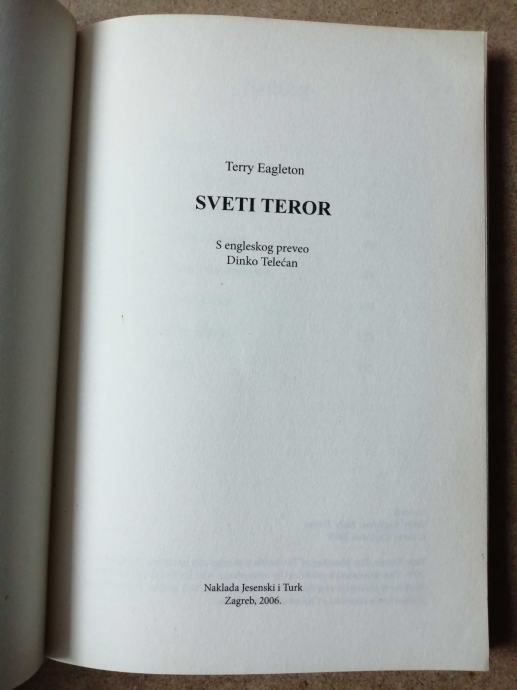 Terry Eagleton
SVETI TEROR
S engleskog preveo
Dinko Telećan
Naklada Jesenski i Turk
Zagreb, 2006.